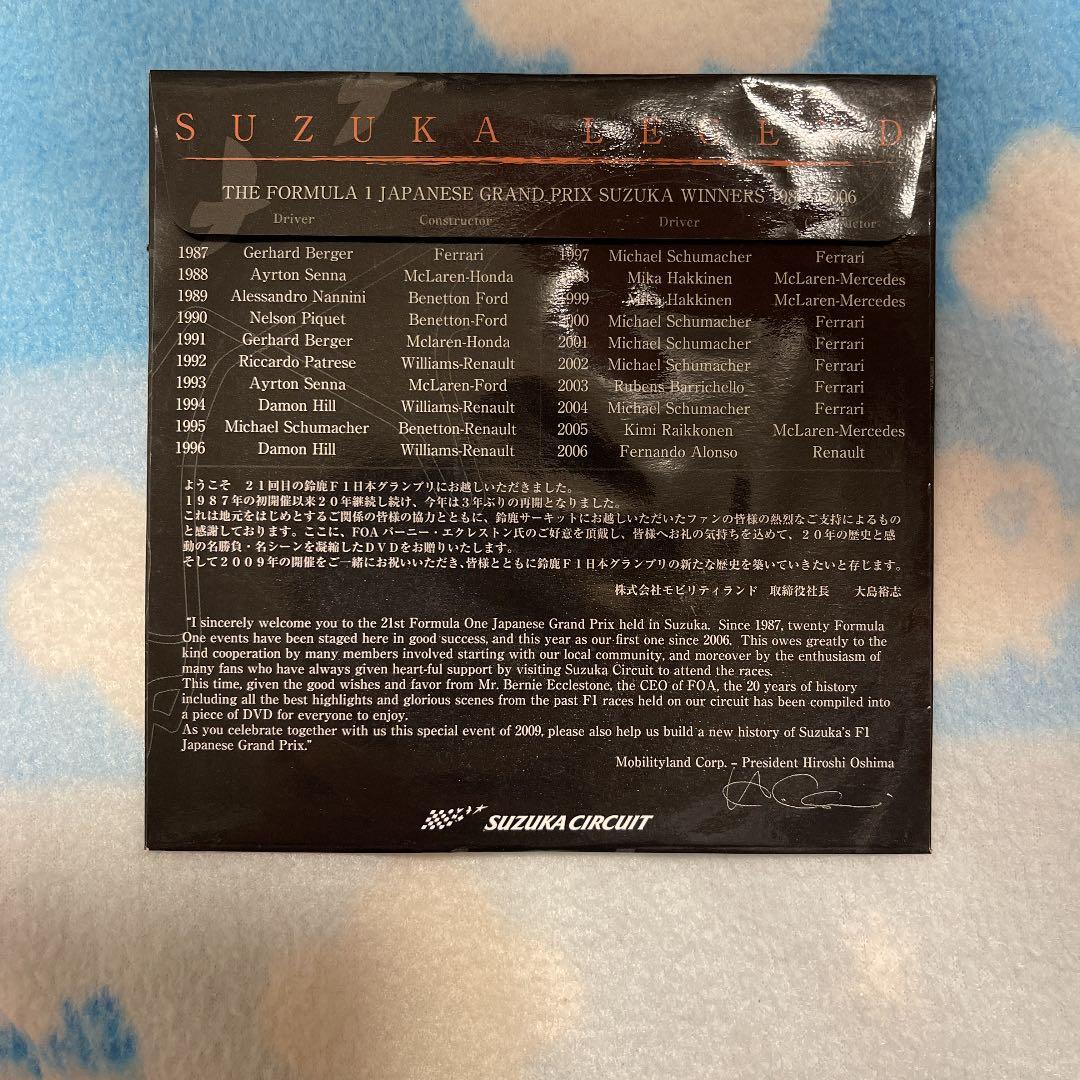 SUZUKA LEGEND
THE FORMULA 1 JAPANESE GRAND PRIX SUZUKA WINNERS 2006
Driver Constructor Driver
1987 Gerhard Berger Ferrari 1997 Michael Schumacher Ferrari
1988 Ayrton Senna McLaren-Honda Mika Hakkinen McLaren-Mercedes
1989 Alessandro Nannini Benetton Ford 1999 Mika Hakkinen McLaren-Mercedes
1990 Nelson Piquet Benetton-Ford 2000 Michael Schumacher Ferrari
1991 Gerhard Berger Mclaren-Honda 2001 Michael Schumacher Ferrari
1992 Riccardo Patrese Williams-Renault 2002 Michael Schumacher Ferrari
1993 Ayrton Senna McLaren-Ford 2003 Rubens Barrichello Ferrari
1994 Damon Hill Williams-Renault 2004 Michael Schumacher Ferrari
1995 Michael Schumacher Benetton-Renault 2005 Kimi Raikkonen McLaren-Mercedes
1996 Damon Hill Williams-Renault 2006 Fernando Alonso Renault
ようこそ　21回目の鈴鹿F1日本グランプリにお越しいただきました。
1987年の初開催以来20年継続し続け、今年は3年ぶりの再開となりました。
これは地元をはじめとするご関係の皆様の協力とともに、鈴鹿サーキットにお越しいただいたファンの皆様の熱烈なご支持によるもの
と感謝しております。ここに、FOAバーニー・エクレストン氏のご好意を頂戴し、皆様へお礼の気持ちを込めて、20年の歴史と感
動の名勝負・名シーンを凝縮したDVDをお贈りいたします。
そして2009年の開催をご一緒にお祝いいただき、皆様とともに鈴鹿F1日本グランプリの新たな歴史を築いていきたいと存じます。
株式会社モビリティランド　取締役社長　大島裕志
"I sincerely welcome you to the 21st Formula One Japanese Grand Prix held in Suzuka. Since 1987, twenty Formula
One events have been staged here in good success, and this year as our first one since 2006. This owes greatly to the
kind cooperation by many members involved starting with our local community, and moreover by the enthusiasm of
many fans who have always given heart-ful support by visiting Suzuka Circuit to attend the races.
This time, given the good wishes and favor from Mr. Bernie Ecclestone, the CEO of FOA, the 20 years of history
including all the best highlights and glorious scenes from the past F1 races held on our circuit has been compiled into
a piece of DVD for everyone to enjoy.
As you celebrate together with us this special event of 2009, please also help us build a new history of Suzuka's F1
Japanese Grand Prix."
Mobilityland Corp. – President Hiroshi Oshima
SUZUKA CIRCUIT